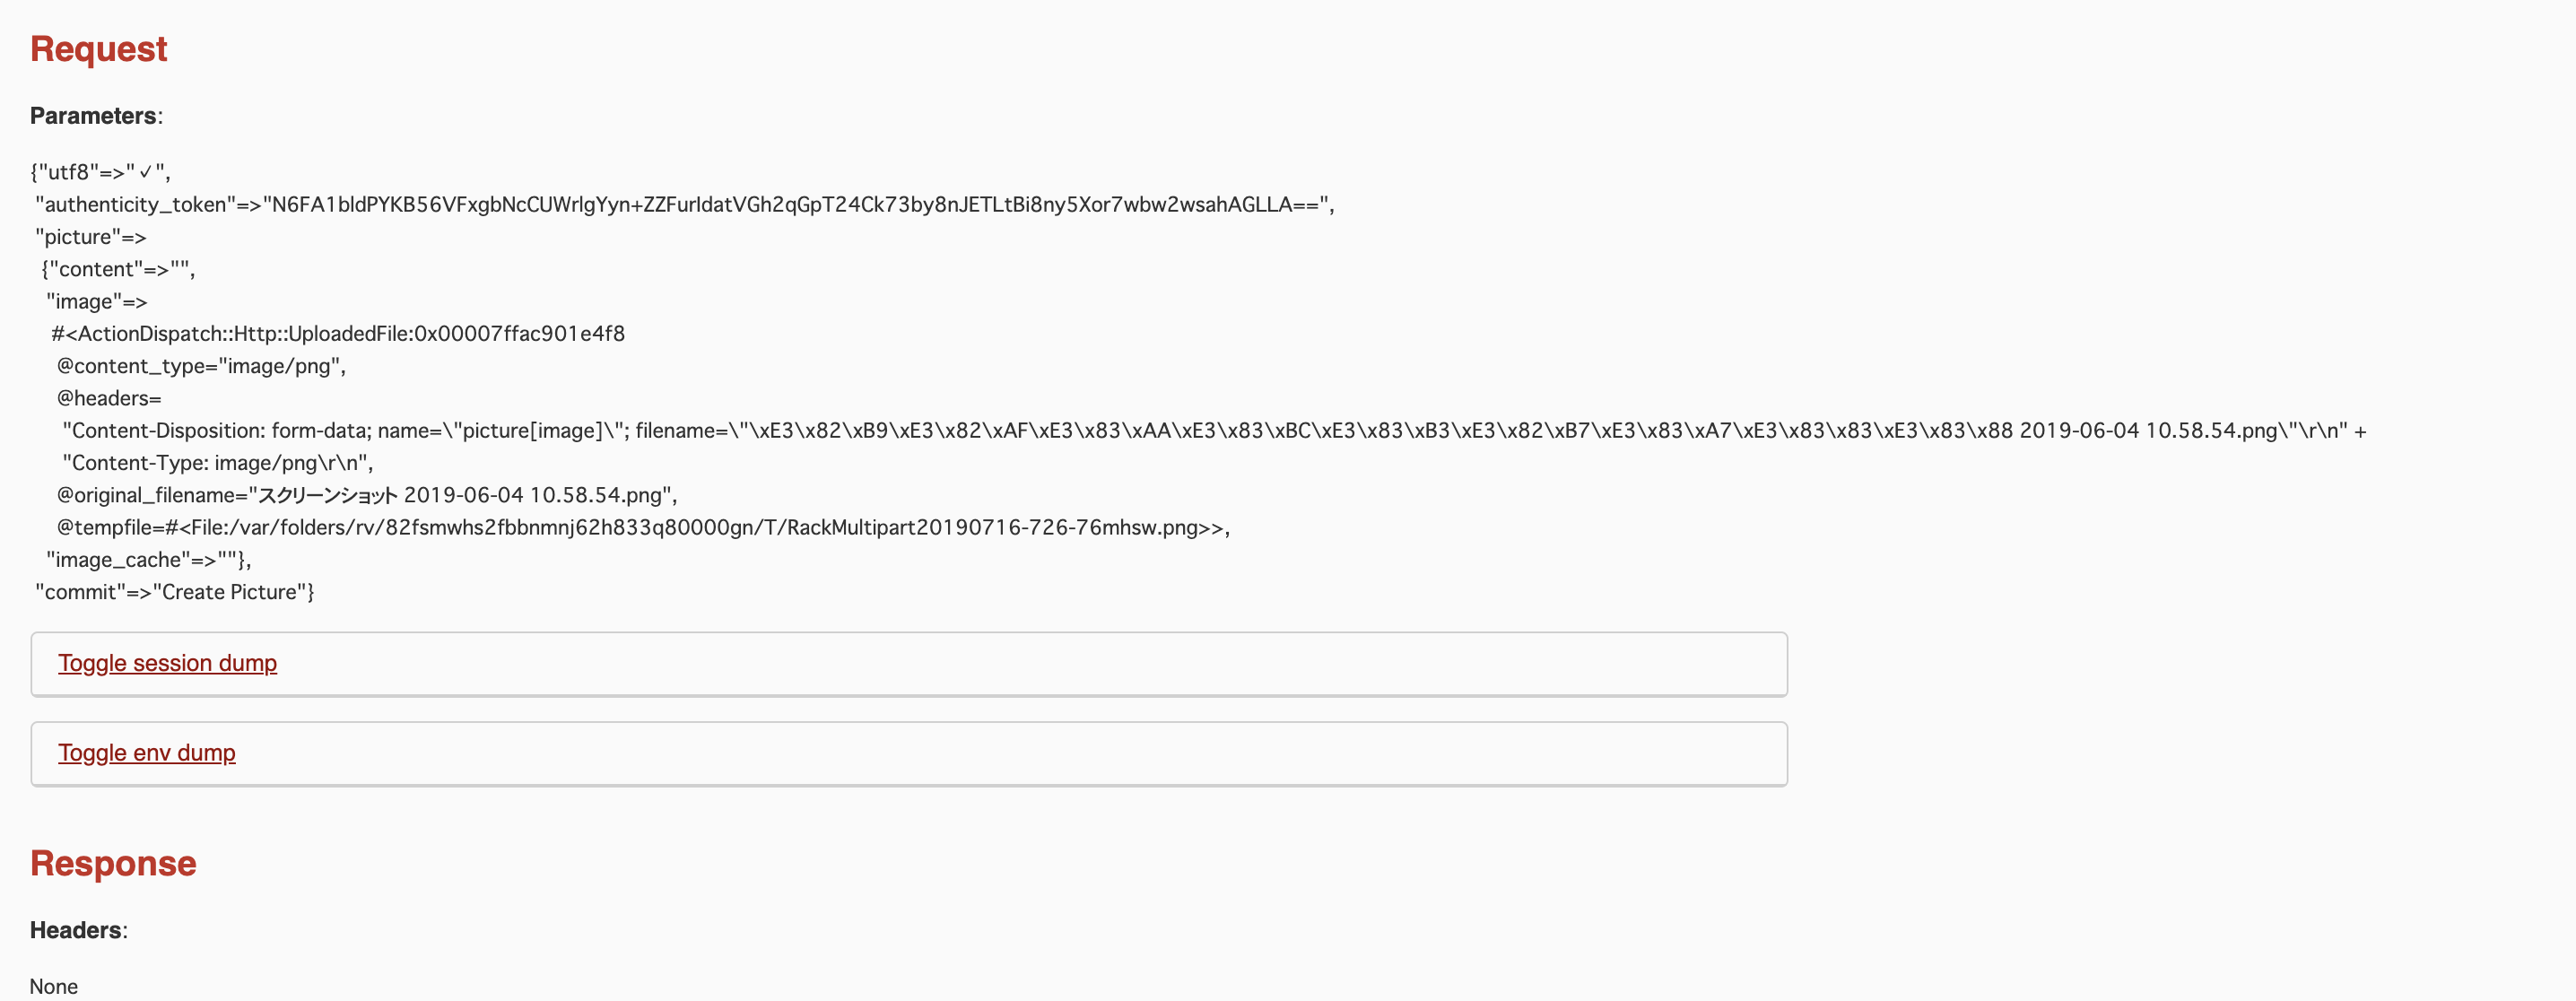 Request
Parameters:
{"utf8"=>"✓",
"authenticity_token"=>"N6FA1bldPYKB56VFxgbNcCUWrlgYyn+ZZFurIdatVGh2qGpT24Ck73by8nJETLtBi8ny5Xor7wbw2wsahAGLLA==",
"picture"=>
{"content"=>"",
"image"=>
#<ActionDispatch::Http::UploadedFile:0x00007ffac901e4f8
@content_type="image/png",
@headers=
"Content-Disposition: form-data; name=\"picture[image]\"; filename=\"\xE3\x82\xB9\xE3\x82\xAF\xE3\x83\xAA\xE3\x83\xBC\xE3\x83\xB3\xE3\x82\xB7\xE3\x83\xA7\xE3\x83\x83\xE3\x83\x88 2019-06-04 10.58.54.png\"\r\n" +
"Content-Type: image/png\r\n",
@original_filename="スクリーンショット 2019-06-04 10.58.54.png",
@tempfile=#<File:/var/folders/rv/82fsmwhs2fbbnmnj62h833q80000gn/T/RackMultipart20190716-726-76mhsw.png>>,
"image_cache"=>""},
"commit"=>"Create Picture"}
Toggle session dump
Toggle env dump
Response
Headers:
None